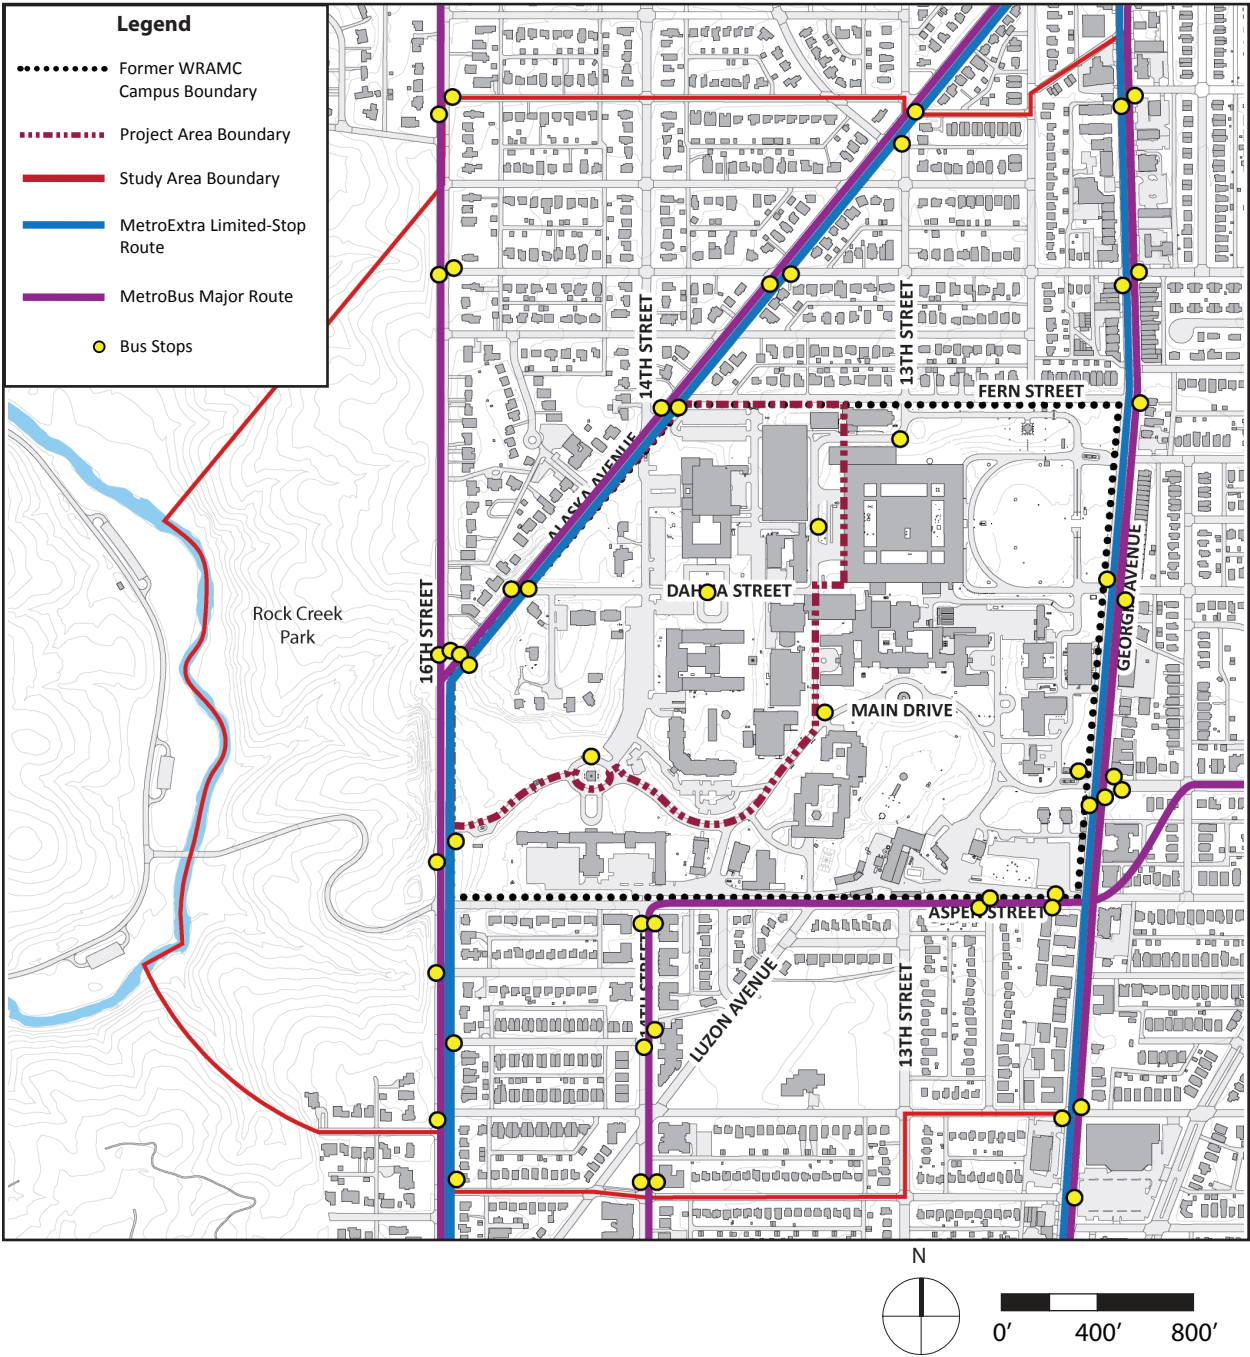 Legend
Former WRAMC
Campus Boundary
Project Area Boundary
Study Area Boundary
MetroExtra Limited-Stop
Route
MetroBus Major Route
Bus Stops
14TH STREET
13TH STREET
FERN STREET
ALASKA AVENUE
GEORGIA AVENUE
16TH STREET
Rock Creek
Park
DAHLIA STREET
MAIN DRIVE
ASPEN STREET
14TH STREET
LUZON AVENUE
13TH STREET
N
0' 400' 800'